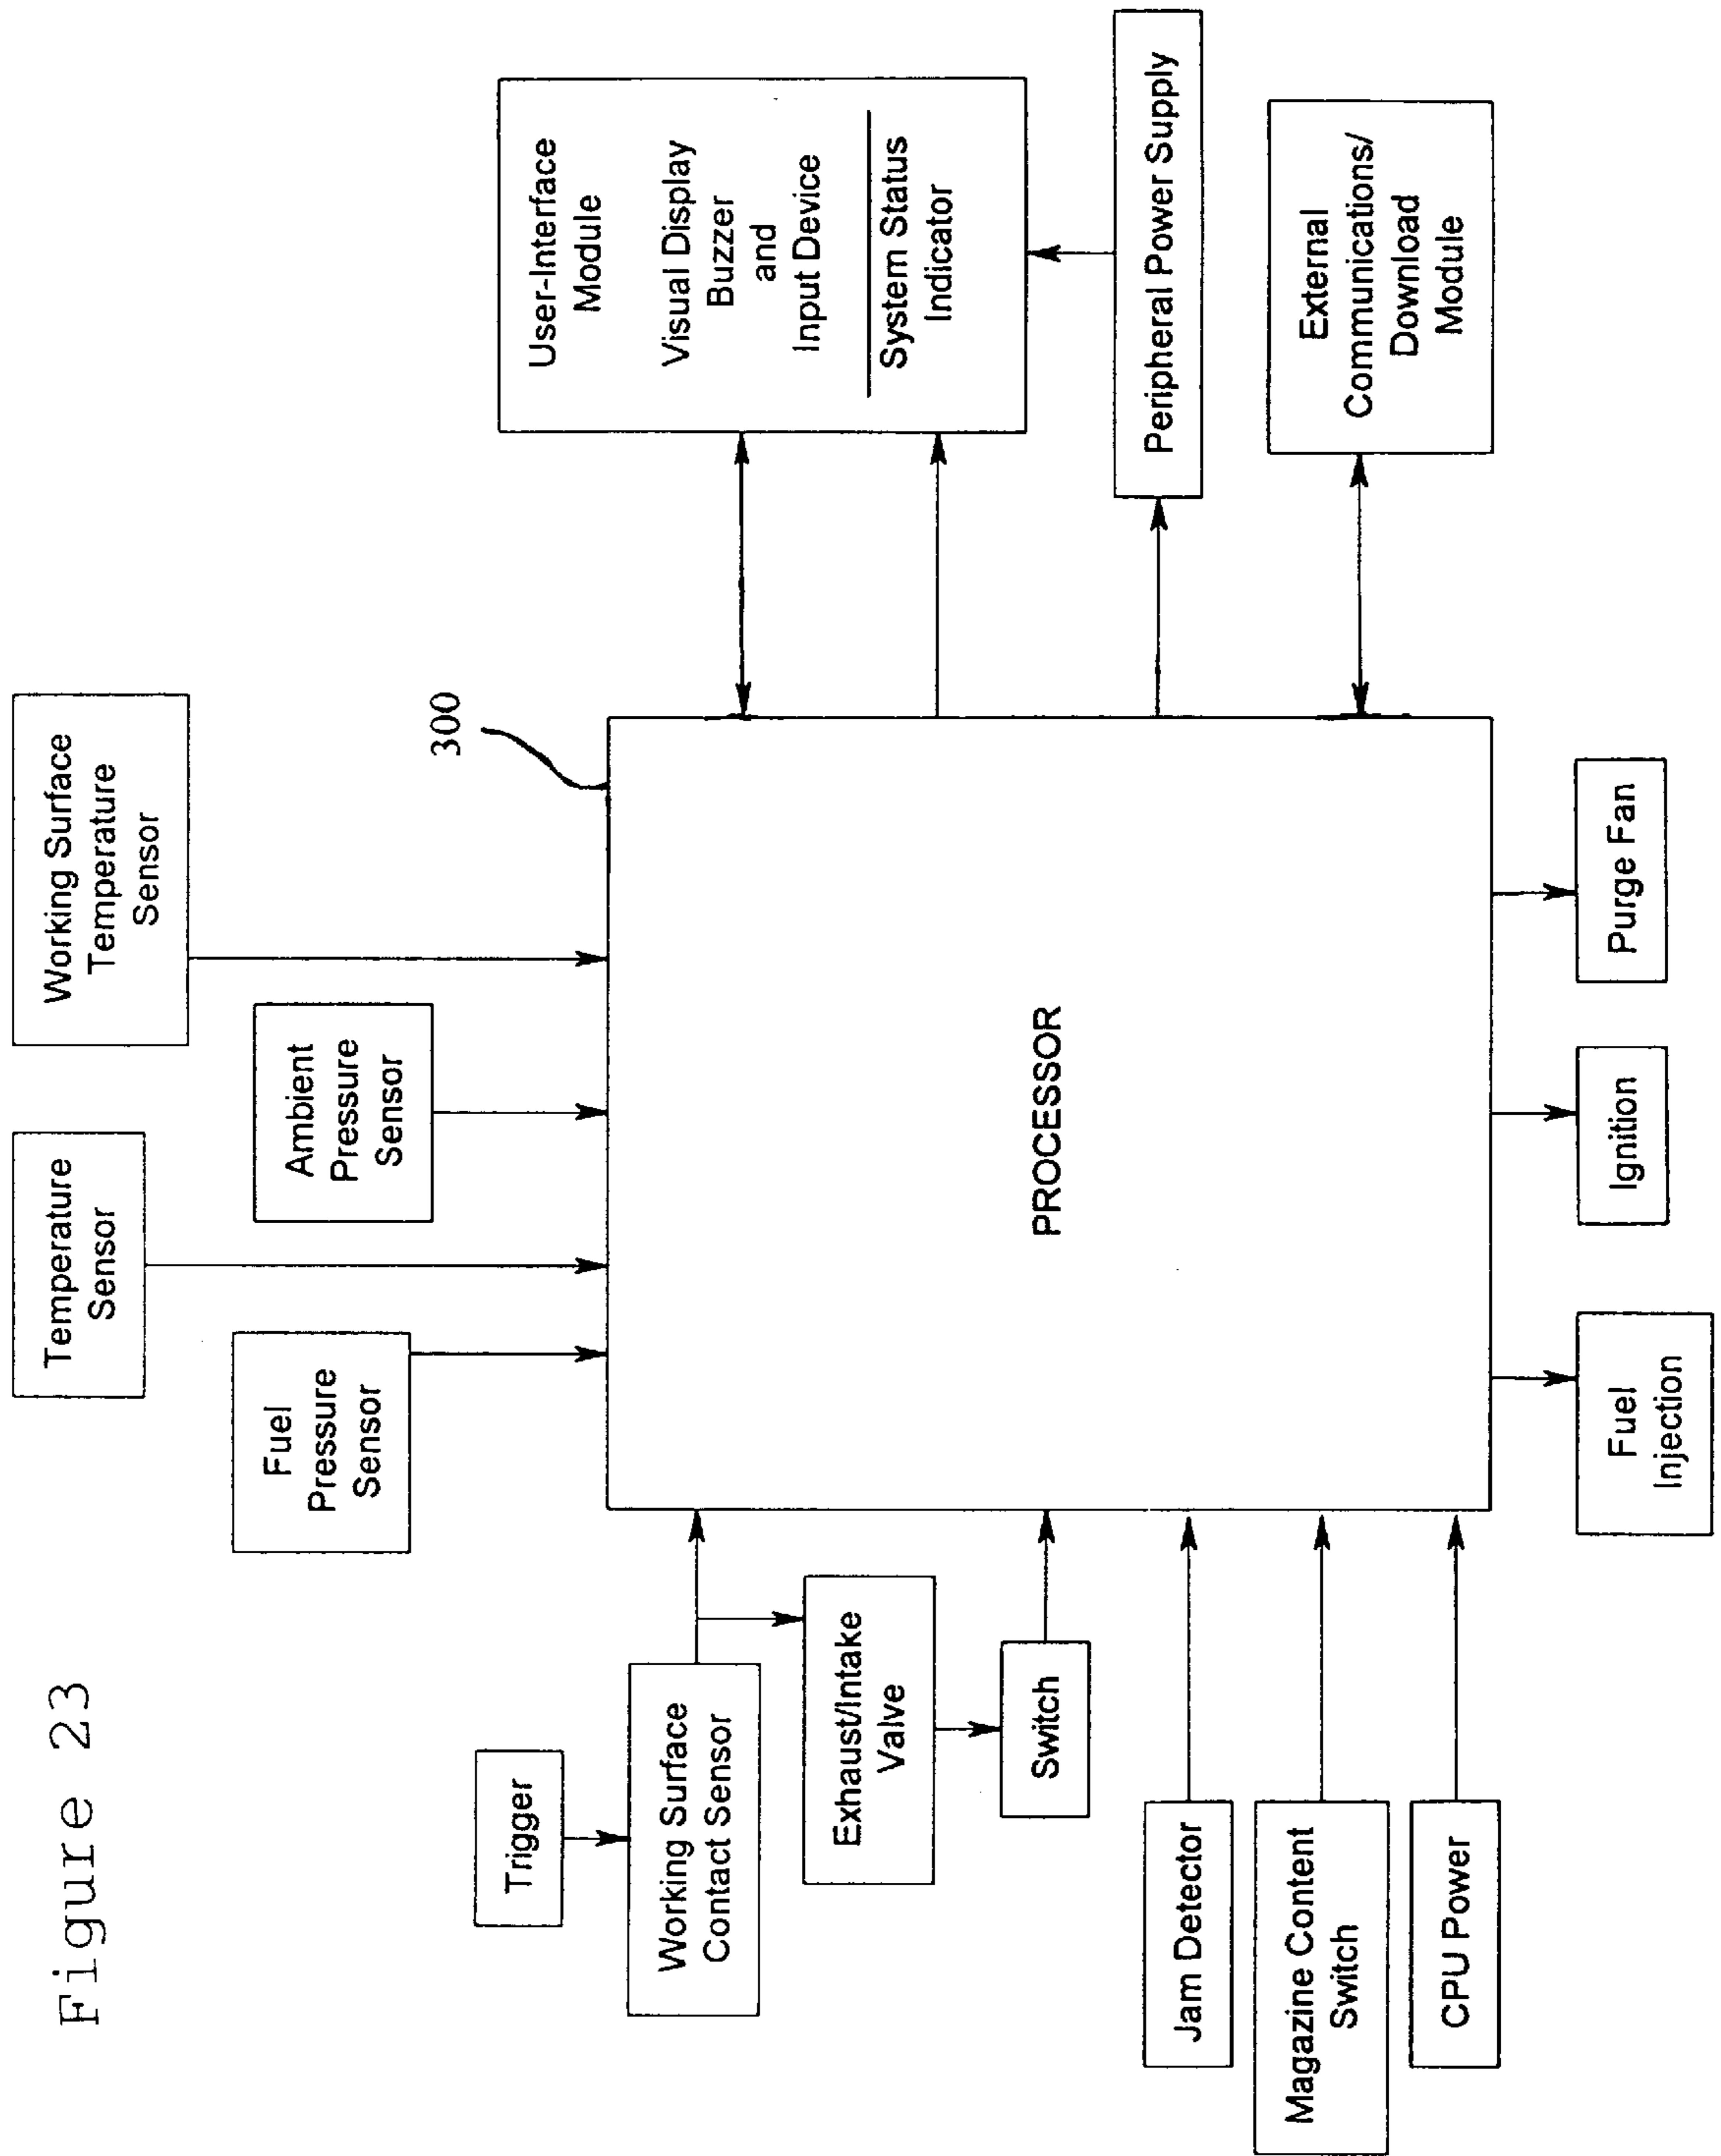 Figure 23
Temperature
Sensor
Working Surface
Temperature
Sensor
Fuel
Pressure
Sensor
Ambient
Pressure
Sensor
300
Trigger
Working Surface
Contact Sensor
Exhaust/Intake
Valve
Switch
Jam Detector
Magazine Content
Switch
CPU Power
PROCESSOR
User-Interface
Module
Visual Display
Buzzer
and
Input Device
System Status
Indicator
Peripheral Power Supply
External
Communications/
Download
Module
Fuel
Injection
Ignition
Purge Fan